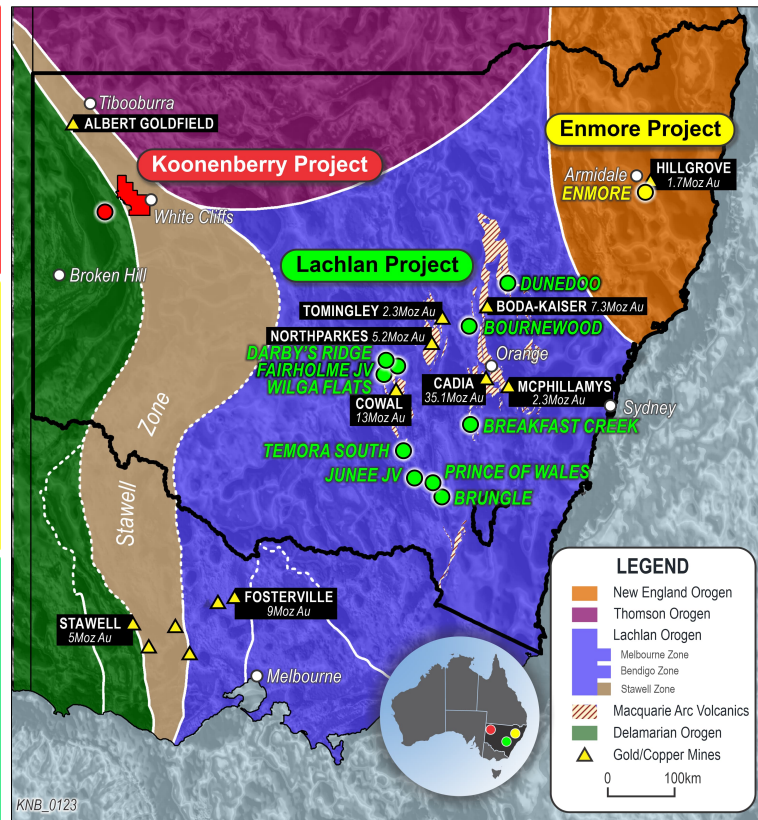 Tibooburra
ALBERT GOLDFIELD
Koonenberry Project
White Cliffs
Broken Hill
Enmore Project
Armidale
HILLGROVE
1.7Moz Au
ENMORE
Lachlan Project
DUNEDOO
TOMINGLEY 2.3Moz Au
BODA-KAISER 7.3Moz Au
NORTHPARKES 5.2Moz Au
BOURNEWOOD
DARBY'S RIDGE
FAIRHOLME JV
WILGA FLATS
Orange
COWAL
13Moz Au
CADIA
35.1Moz Au
MCPHILLAMYS
2.3Moz Au
Sydney
BREAKFAST CREEK
TEMORA SOUTH
JUNEE JV
PRINCE OF WALES
BRUNGLE
Stawell Zone
STAWELL
5Moz Au
FOSTERVILLE
9Moz Au
Melbourne
LEGEND
New England Orogen
Thomson Orogen
Lachlan Orogen
Melbourne Zone
Bendigo Zone
Stawell Zone
Macquarie Arc Volcanics
Delamarian Orogen
Gold/Copper Mines
0 100km
KNB_0123